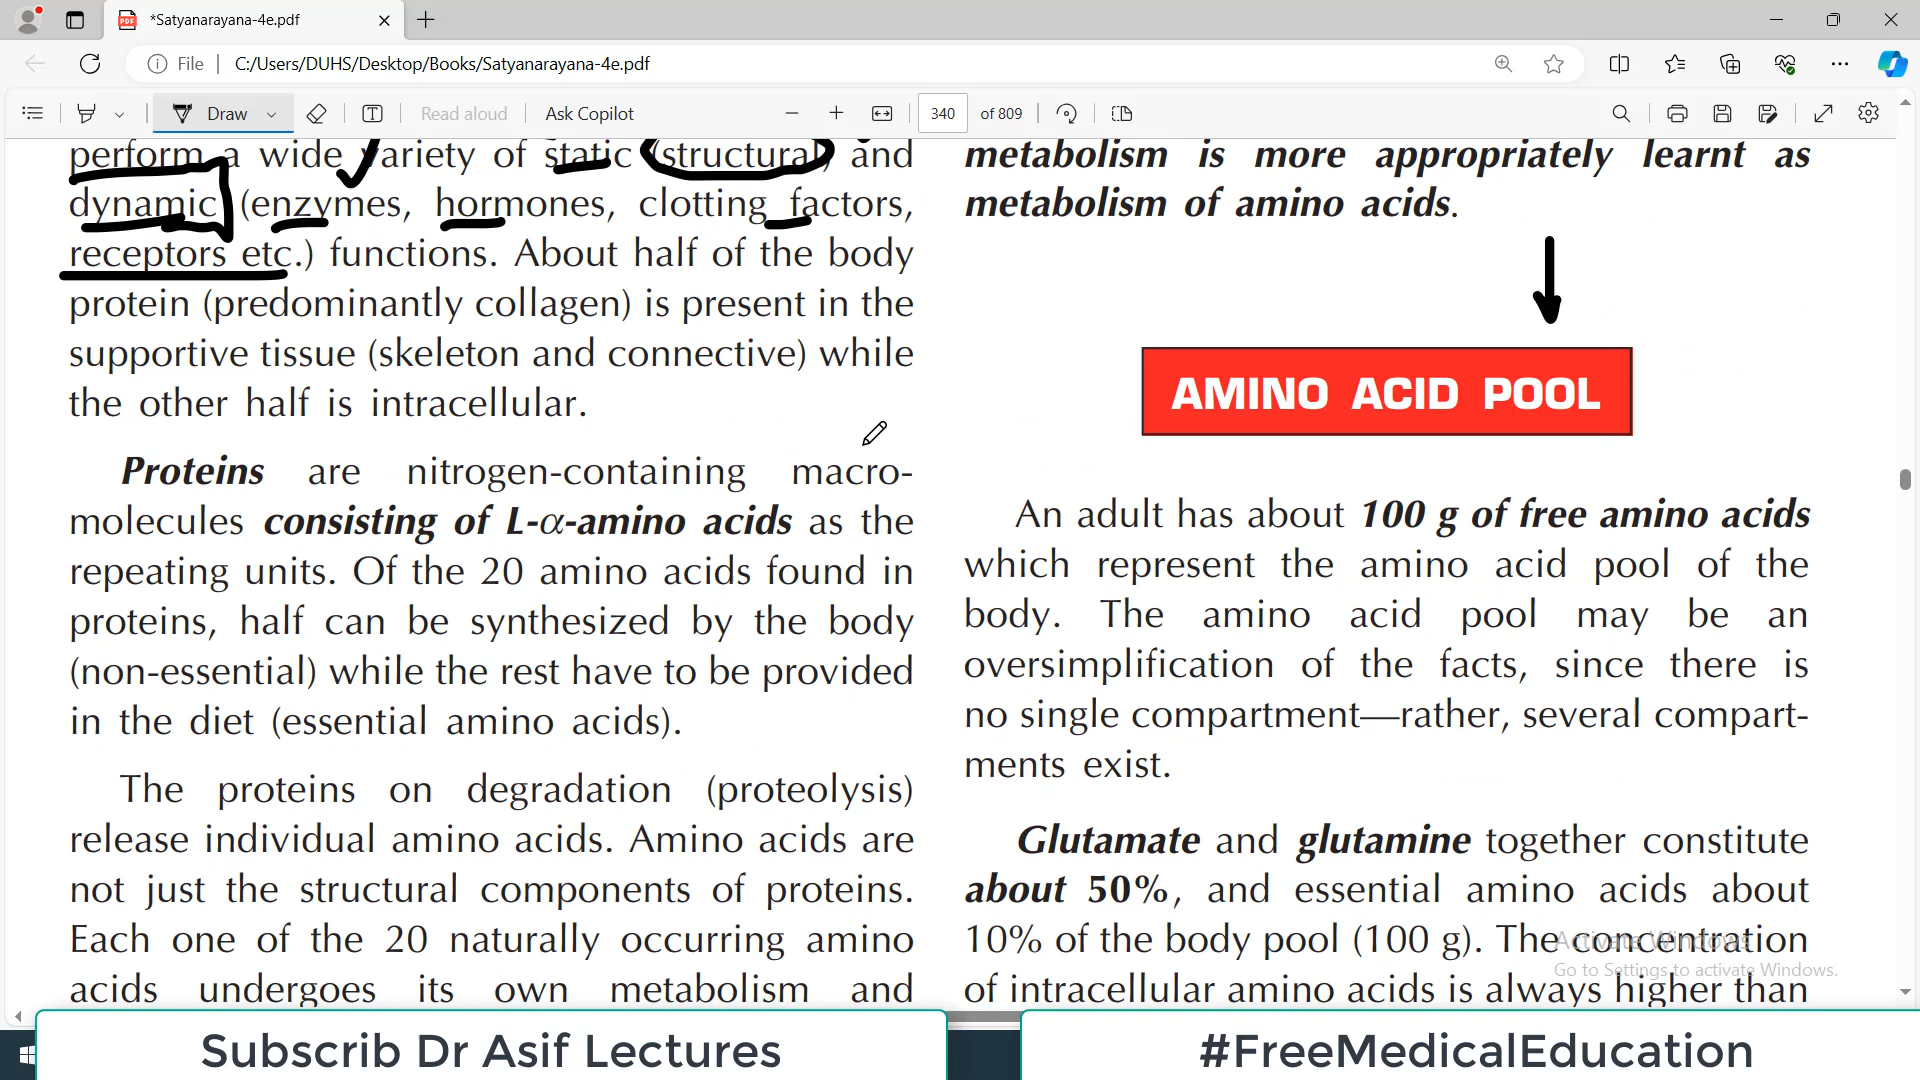 *Satyanarayana-4e.pdf
File
C:/Users/DUHS/Desktop/Books/Satyanarayana-4e.pdf
Draw
Read aloud
Ask Copilot
340
of 809
perform a wide variety of static (structural) and
dynamic (enzymes, hormones, clotting factors,
receptors etc.) functions. About half of the body
protein (predominantly collagen) is present in the
supportive tissue (skeleton and connective) while
the other half is intracellular.
Proteins are nitrogen-containing macro-
molecules consisting of L-α-amino acids as the
repeating units. Of the 20 amino acids found in
proteins, half can be synthesized by the body
(non-essential) while the rest have to be provided
in the diet (essential amino acids).
The proteins on degradation (proteolysis)
release individual amino acids. Amino acids are
not just the structural components of proteins.
Each one of the 20 naturally occurring amino
acids undergoes its own metabolism and
metabolism is more appropriately learnt as
metabolism of amino acids.
AMINO ACID POOL
An adult has about 100 g of free amino acids
which represent the amino acid pool of the
body. The amino acid pool may be an
oversimplification of the facts, since there is
no single compartment—rather, several compart-
ments exist.
Glutamate and glutamine together constitute
about 50%, and essential amino acids about
10% of the body pool (100 g). The concentration
of intracellular amino acids is always higher than
Activate Windows
Go to Settings to activate Windows.
Subscrib Dr Asif Lectures
#FreeMedicalEducation